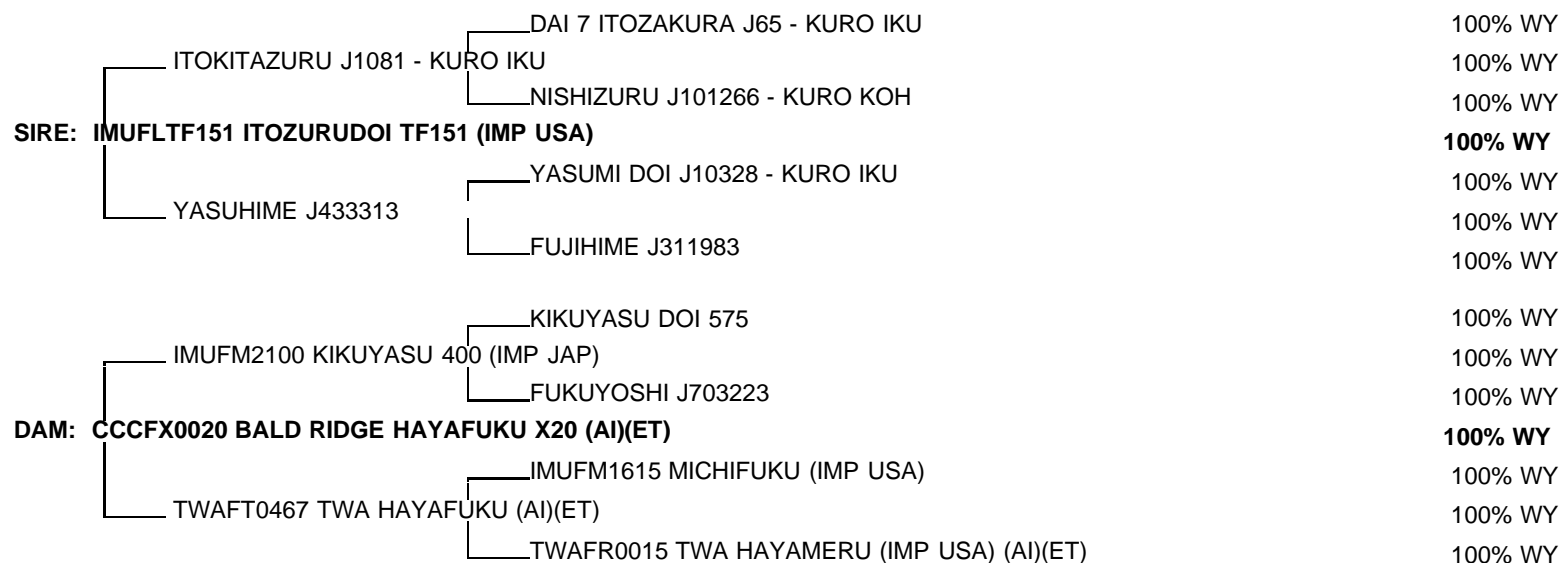 DAI 7 ITOZAKURA J65 - KURO IKU 100% WY
ITOKITAZURU J1081 - KURO IKU 100% WY
NISHIZURU J101266 - KURO KOH 100% WY
SIRE: IMUFLTF151 ITOZURUDOI TF151 (IMP USA) 100% WY
YASUMI DOI J10328 - KURO IKU 100% WY
YASUHIME J433313 100% WY
FUJIHIME J311983 100% WY
KIKUYASU DOI 575 100% WY
IMUFM2100 KIKUYASU 400 (IMP JAP) 100% WY
FUKUYOSHI J703223 100% WY
DAM: CCCFX0020 BALD RIDGE HAYAFUKU X20 (AI)(ET) 100% WY
IMUFM1615 MICHIFUKU (IMP USA) 100% WY
TWAFT0467 TWA HAYAFUKU (AI)(ET) 100% WY
TWAFR0015 TWA HAYAMERU (IMP USA) (AI)(ET) 100% WY